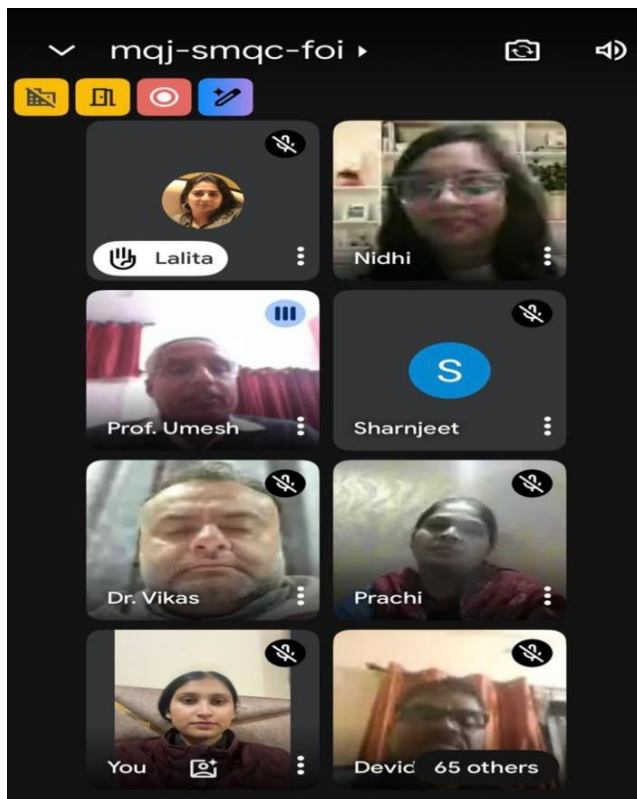 mqj-smqc-foi
Lalita
Nidhi
Prof. Umesh
S
Sharnjeet
Dr. Vikas
Prachi
You
Devid
65 others